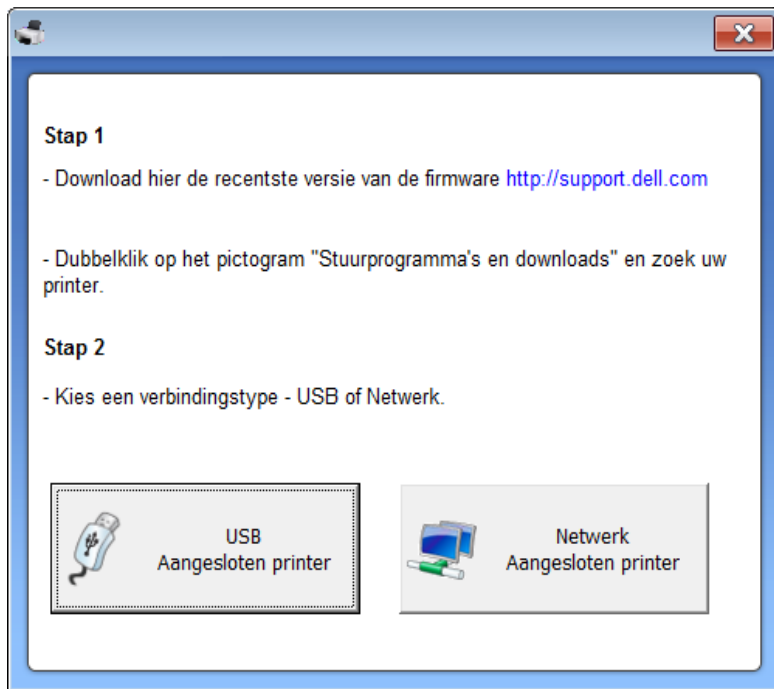 Stap 1
- Download hier de recentste versie van de firmware http://support.dell.com
- Dubbelklik op het pictogram "Stuurprogramma's en downloads" en zoek uw
printer.
Stap 2
- Kies een verbindingstype - USB of Netwerk.
USB
Aangesloten printer
Netwerk
Aangesloten printer